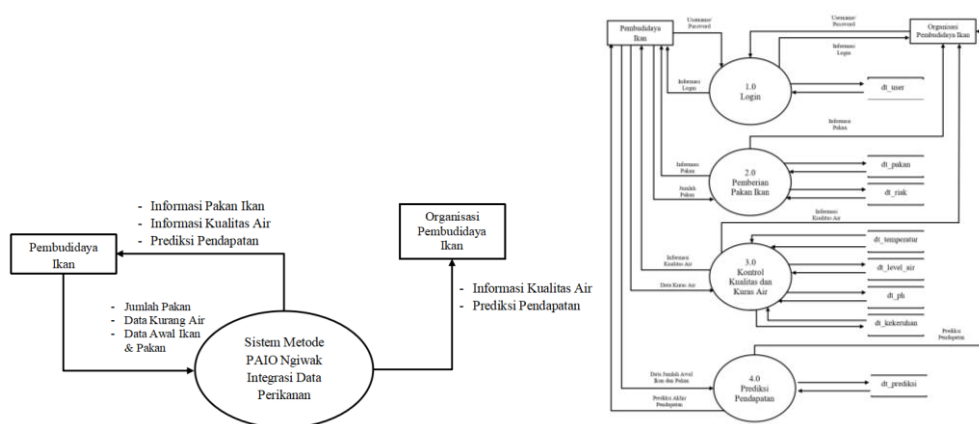 - Informasi Pakan Ikan
- Informasi Kualitas Air
- Prediksi Pendapatan
Pembudidaya
Ikan
Organisasi
Pembudidaya
Ikan
- Jumlah Pakan
- Data Kurang Air
- Data Awal Ikan
& Pakan
- Informasi Kualitas Air
- Prediksi Pendapatan
Sistem Metode
PAIO Ngiwak
Integrasi Data
Perikanan
Pembudidaya
Ikan
Username/
Password
Username/
Password
Organisasi
Pembudidaya Ikan
Informasi
Login
Informasi
Login
1.0
Login
dt_user
Informasi
Pakan
Informasi
Pakan
Jumlah
Pakan
2.0
Pemberian
Pakan Ikan
dt_pakan
dt_riak
Informasi
Kualitas Air
Informasi
Kualitas Air
Data Kuras Air
3.0
Kontrol
Kualitas dan
Kuras Air
dt_temperatur
dt_level_air
dt_ph
dt_kekeruhan
Prediksi
Pendapatan
Data Jumlah Awal
Ikan dan Pakan
Prediksi Akhir
Pendapatan
4.0
Prediksi
Pendapatan
dt_prediksi